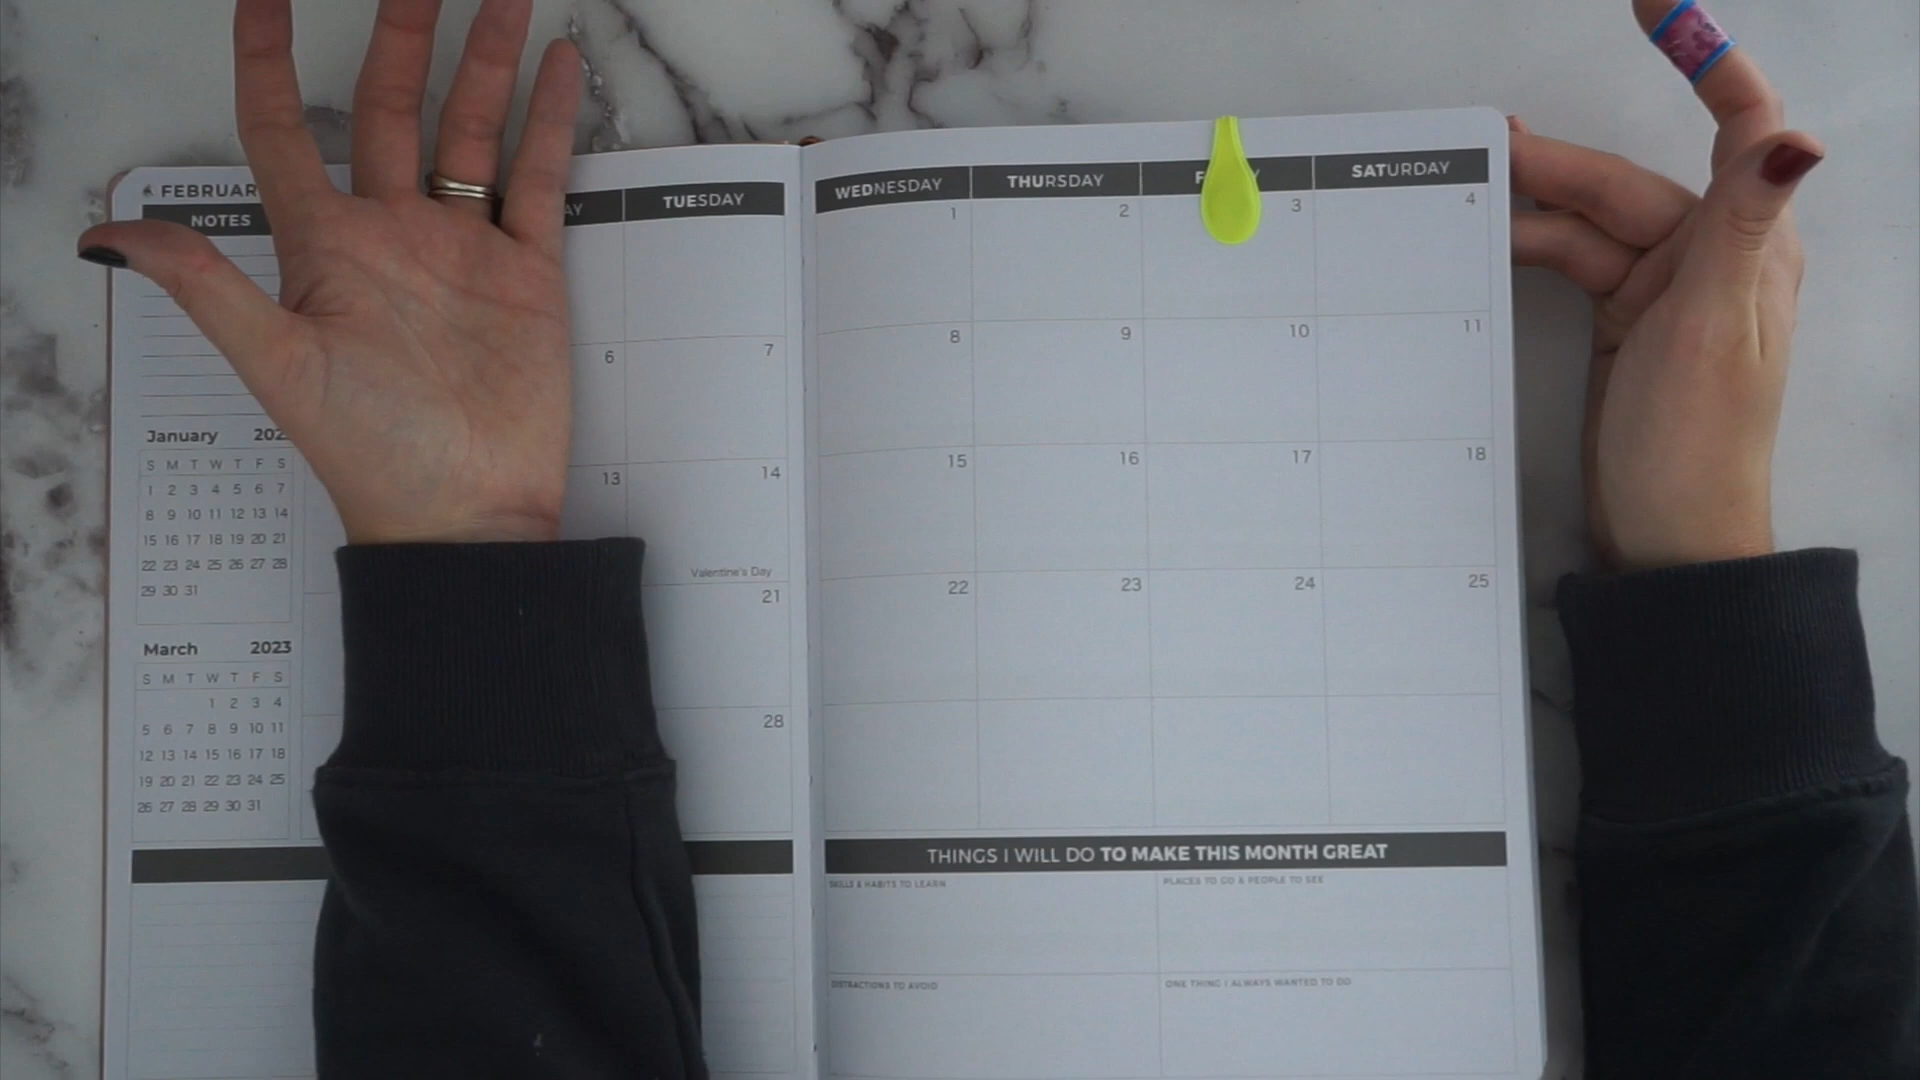 FEBRUAR
NOTES
AY
TUESDAY
WEDNESDAY
THURSDAY
SATURDAY
1
2
3
4
6
7
8
9
10
11
13
14
Valentine's Day
15
16
17
18
21
22
23
24
25
28
January 202
S M T W T F S
1 2 3 4 5 6 7
8 9 10 11 12 13 14
15 16 17 18 19 20 21
22 23 24 25 26 27 28
29 30 31
March 2023
S M T W T F S
1 2 3 4
5 6 7 8 9 10 11
12 13 14 15 16 17 18
19 20 21 22 23 24 25
26 27 28 29 30 31
THINGS I WILL DO TO MAKE THIS MONTH GREAT
SKILLS & HABITS TO LEARN
PLACES TO GO & PEOPLE TO SEE
DISTRACTIONS TO AVOID
ONE THING I ALWAYS WANTED TO DO